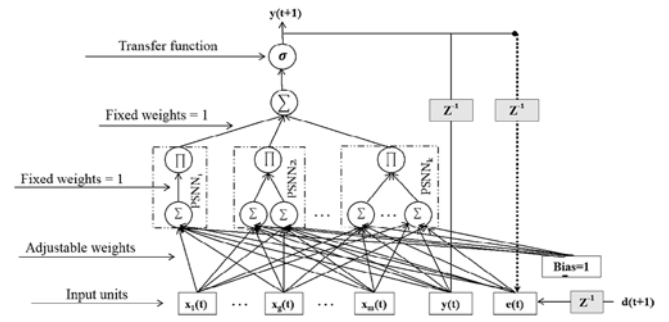 y(t+1)
Transfer function
σ
∑
Fixed weights = 1
Z⁻¹
Z⁻¹
∏
PSNN₁
∏
PSNN₂
∏
PSNNₖ
Fixed weights = 1
Σ
Σ
Σ
...
Σ
...
Σ
Adjustable weights
Bias=1
Input units
x₁(t)
...
x_g(t)
...
xₘ(t)
y(t)
e(t)
Z⁻¹
d(t+1)